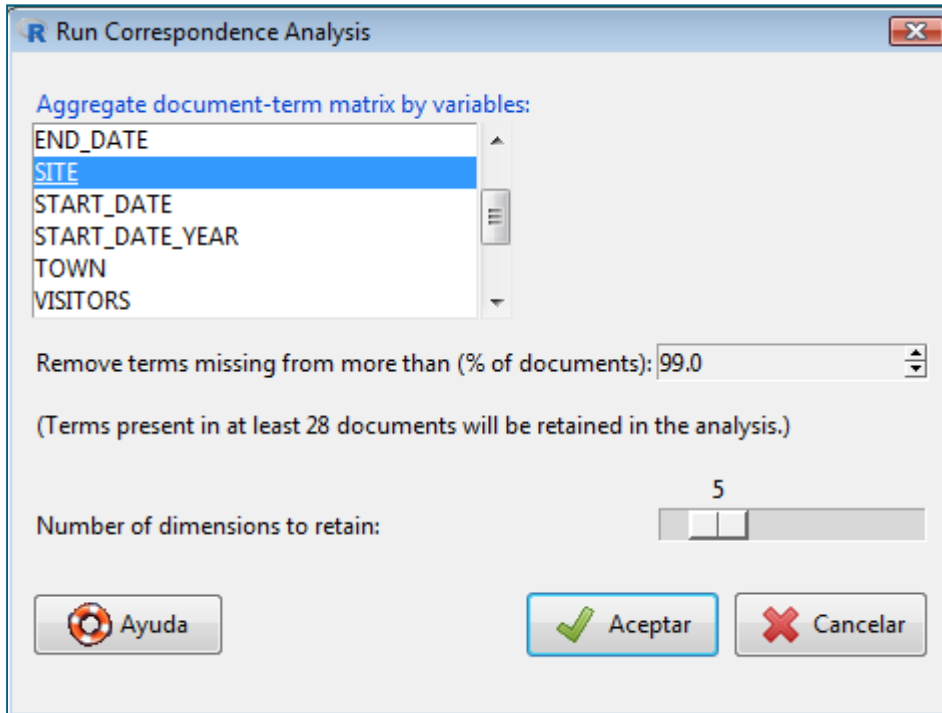 R Run Correspondence Analysis
Aggregate document-term matrix by variables:
END_DATE
SITE
START_DATE
START_DATE_YEAR
TOWN
VISITORS
Remove terms missing from more than (% of documents): 99.0
(Terms present in at least 28 documents will be retained in the analysis.)
5
Number of dimensions to retain:
Ayuda Aceptar Cancelar